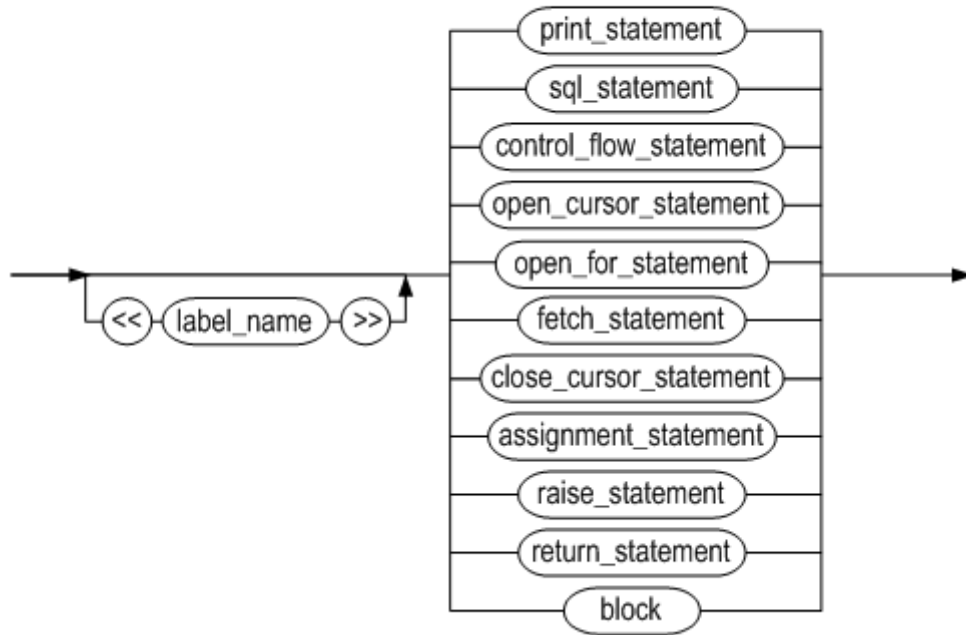 print_statement
sql_statement
control_flow_statement
open_cursor_statement
open_for_statement
<< label_name >>
fetch_statement
close_cursor_statement
assignment_statement
raise_statement
return_statement
block